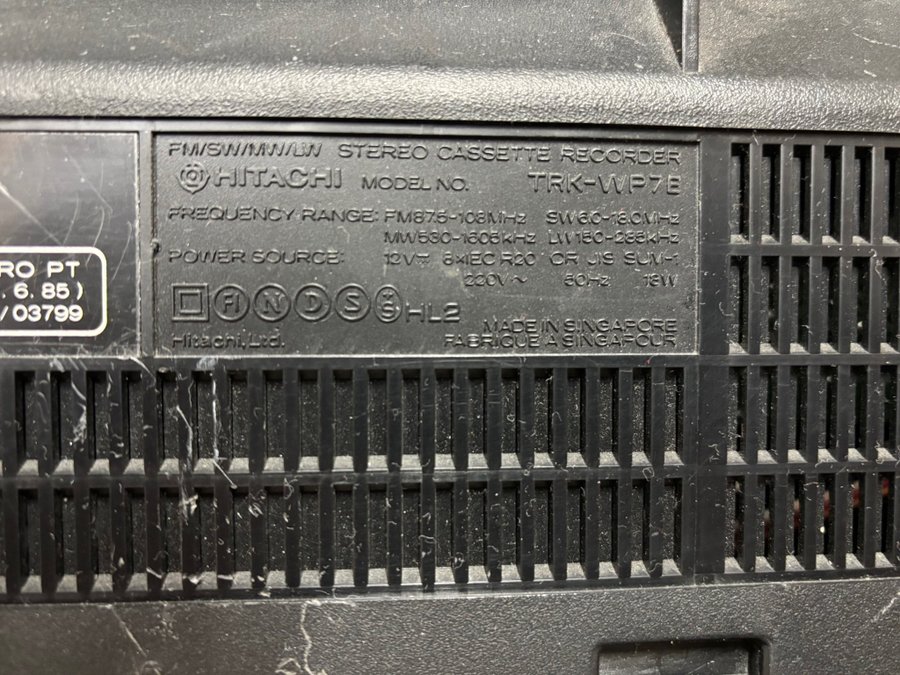 FM/SW/MW/LW STEREO CASSETTE RECORDER
HITACHI MODEL NO. TRK-WP7E
FREQUENCY RANGE: FM87.5-108MHz SW6.0-18.0MHz
MW530-1605kHz LW150-285kHz
POWER SOURCE: 12V⎓ 8×IEC R20 OR JIS SUM-1
220V~ 50Hz 18W
FI N D S S HL2
MADE IN SINGAPORE
Hitachi, Ltd. FABRIQUE A SINGAPOUR
RO PT
. 6. 85)
/ 03799